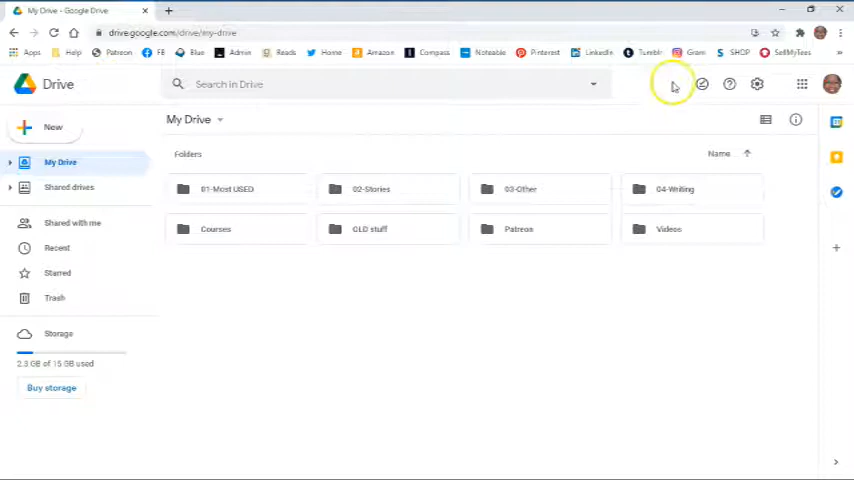 My Drive - Google Drive
drive.google.com/drive/my-drive
Apps Help Patreon FB Blue Admin Reads Home Amazon Compass Noteable Pinterest LinkedIn Tumblr Gram SHOP SellMyTees »
Drive
Search in Drive
New
My Drive
My Drive
Shared drives
Shared with me
Recent
Starred
Trash
Storage
2.3 GB of 15 GB used
Buy storage
Folders
Name
01-Most USED
02-Stories
03-Other
04-Writing
Courses
OLD stuff
Patreon
Videos